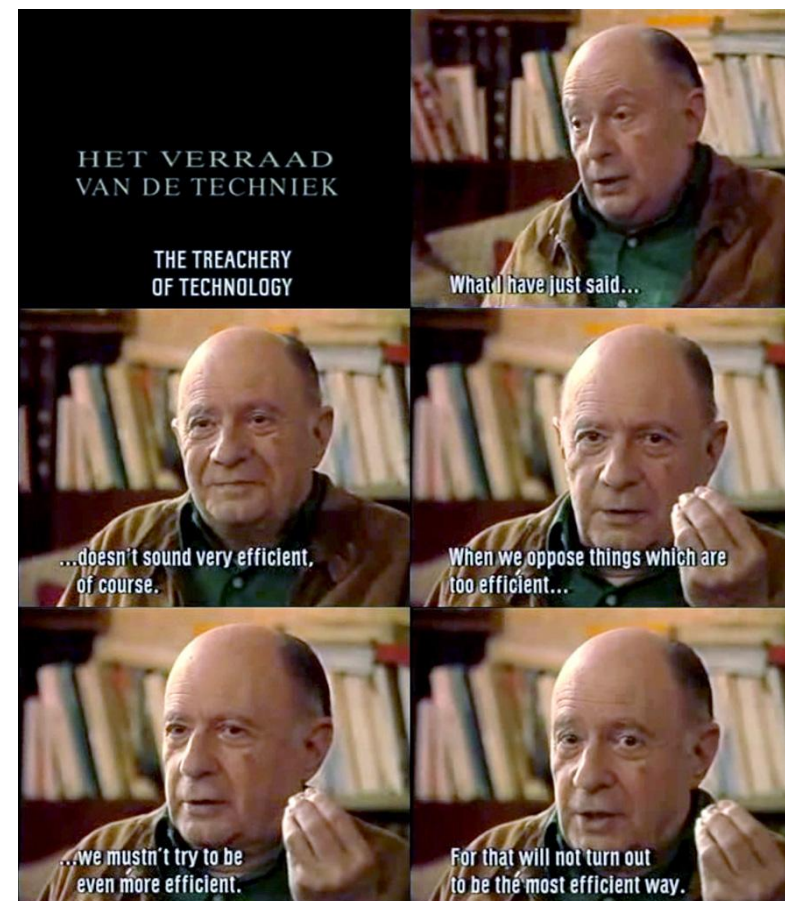 HET VERRAAD
VAN DE TECHNIEK
THE TREACHERY
OF TECHNOLOGY
What I have just said...
...doesn't sound very efficient,
of course.
When we oppose things which are
too efficient...
...we mustn't try to be
even more efficient.
For that will not turn out
to be the most efficient way.